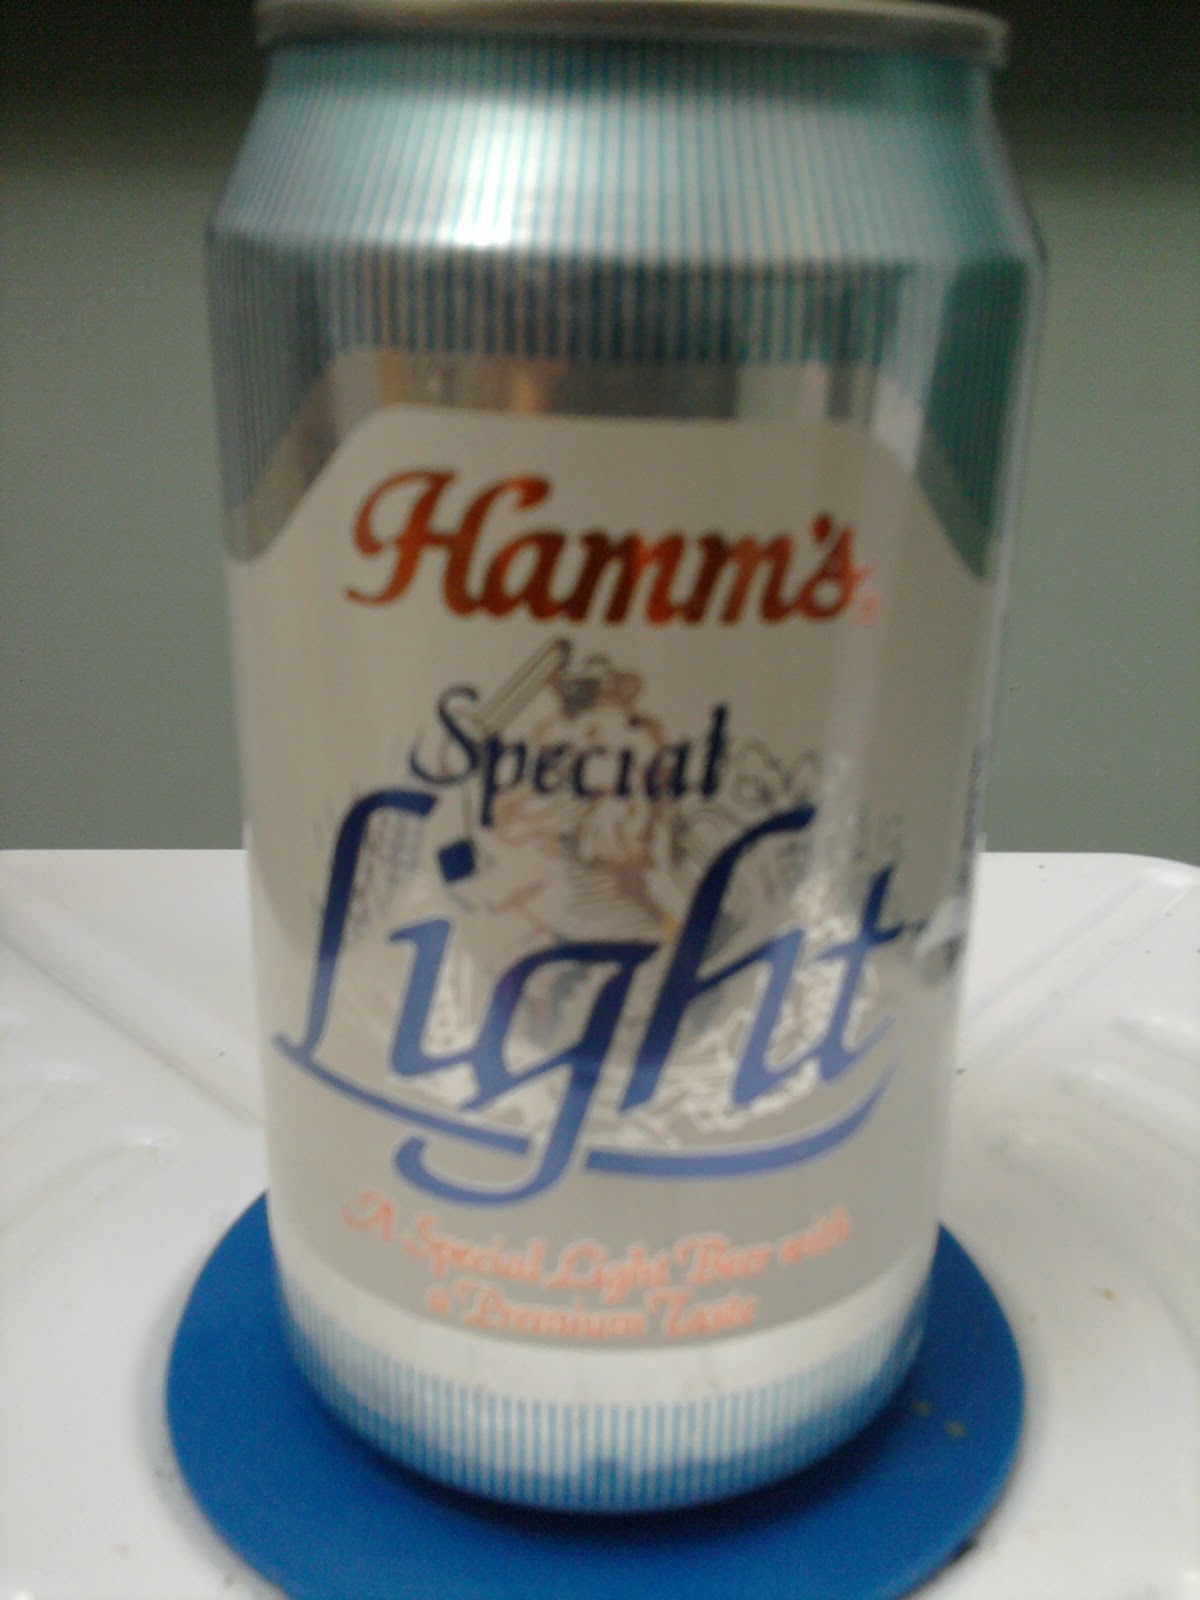 Hamm's
Special
Light
A Special Light Beer with
a Premium Taste